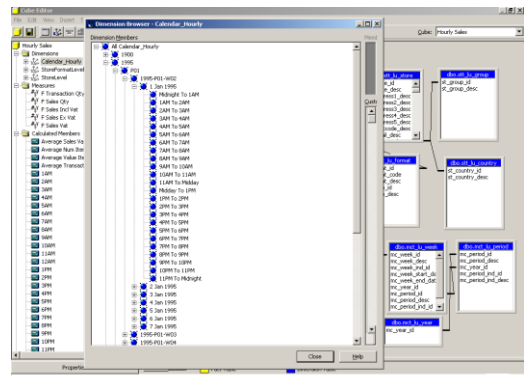 Cube Editor
File Edit View Insert T
Cube: Hourly Sales
Hourly Sales
Dimensions
Calendar_Hourly
StoreFormatLevel
StoreLevel
Measures
F Transaction Qty
F Sales Qty
F Sales Incl Vat
F Sales Ex Vat
F Sales Vat
Calculated Members
Average Sales Va
Average Num Iter
Average Value Ite
Average Transact
1AM
2AM
3AM
4AM
5AM
6AM
7AM
8AM
9AM
10AM
11AM
12AM
1PM
2PM
3PM
4PM
5PM
6PM
7PM
8PM
9PM
10PM
11PM
Properties
Dimension Browser - Calendar_Hourly
Dimension Members
All Calendar_Hourly
1900
1995
P01
1995-P01-W02
1 Jan 1995
Midnight To 1AM
1AM To 2AM
2AM To 3AM
3AM To 4AM
4AM To 5AM
5AM To 6AM
6AM To 7AM
7AM To 8AM
8AM To 9AM
9AM To 10AM
10AM To 11AM
11AM To Midday
Midday To 1PM
1PM To 2PM
2PM To 3PM
3PM To 4PM
4PM To 5PM
5PM To 6PM
6PM To 7PM
7PM To 8PM
8PM To 9PM
9PM To 10PM
10PM To 11PM
11PM To Midnight
2 Jan 1995
3 Jan 1995
4 Jan 1995
5 Jan 1995
6 Jan 1995
7 Jan 1995
1995-P01-W03
1995-P01-W04
Close
Help
dbo.stt_lu_group
st_group_id
st_group_desc
dbo.stt_lu_country
st_country_id
st_country_desc
dbo.mct_lu_week
mc_week_id
mc_week_desc
mc_week_ind_id
mc_week_start_da
mc_week_end_dat
mc_year_id
mc_period_id
mc_period_desc
mc_period_ind_id
dbo.mct_lu_period
mc_period_id
mc_period_desc
mc_year_id
mc_period_ind_id
mc_period_ind_desc
dbo.mct_lu_year
mc_year_id